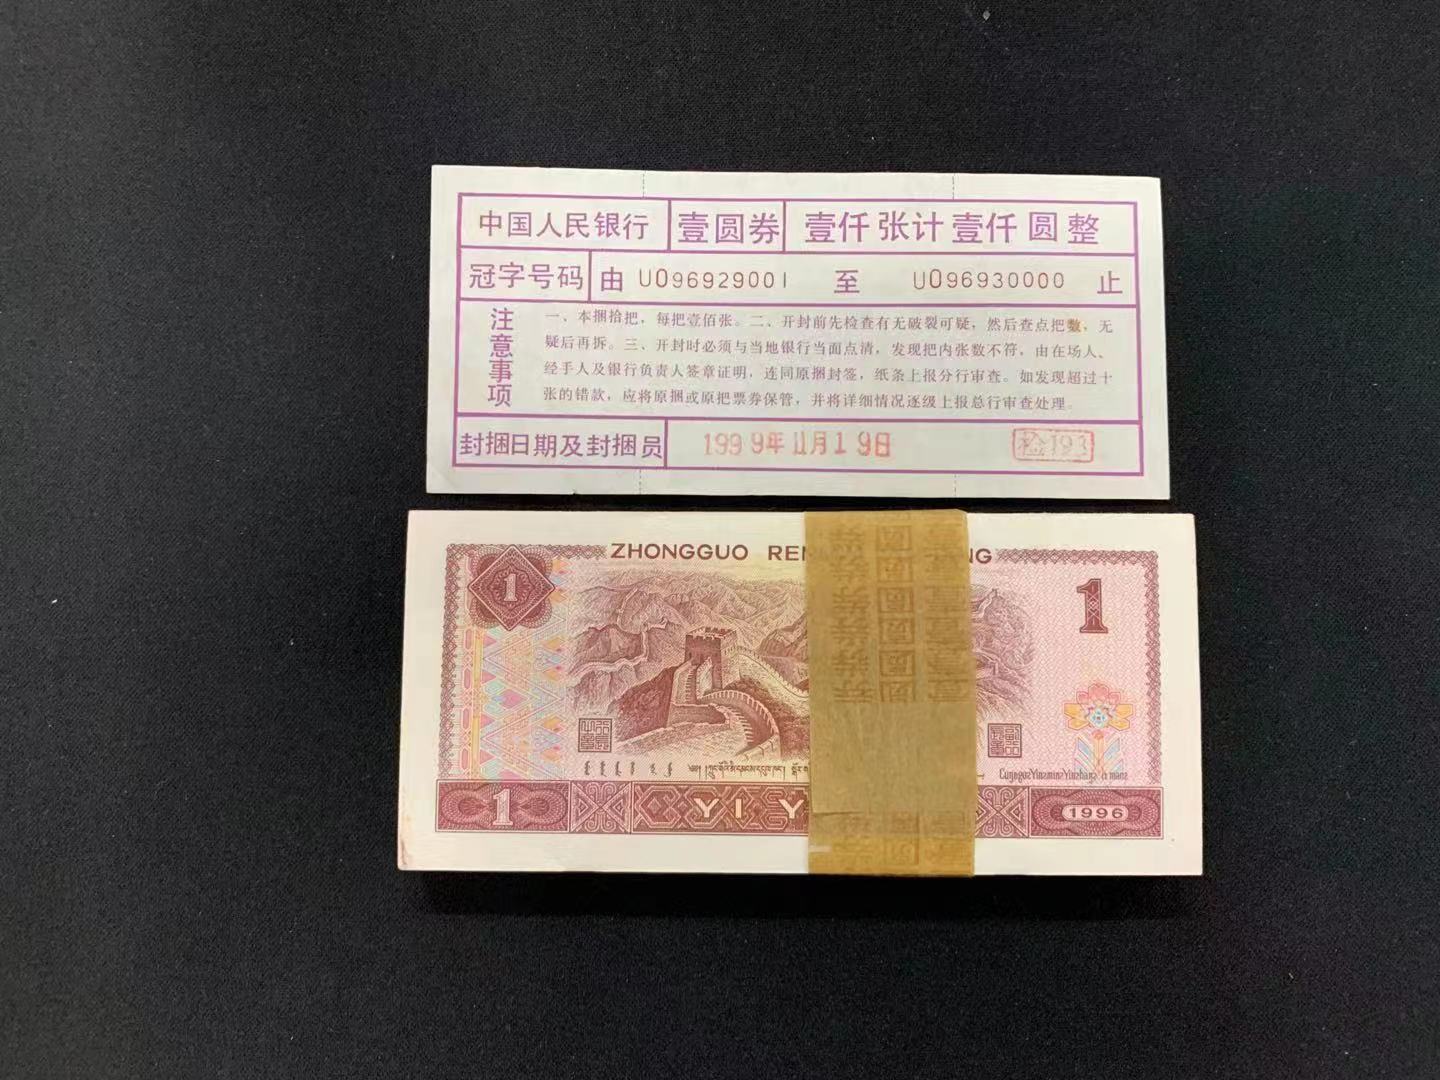 中国人民银行 壹圆券 壹仟张计壹仟圆整
冠字号码 由 U096929001 至 U096930000 止
注意事项
一、本捆拾把，每把壹佰张。二、开封前先检查有无破裂可疑，然后查点把数，无
疑后再拆。三、开封时必须与当地银行当面点清，发现把内张数不符，由在场人、
经手人及银行负责人签章证明，连同原捆封签，纸条上报分行审查。如发现超过十
张的错款，应将原捆或原把票券保管，并将详细情况逐级上报总行审查处理。
封捆日期及封捆员 1999年11月19日 检193
ZHONGGUO REN NG
1 1
YI Y
1 1996